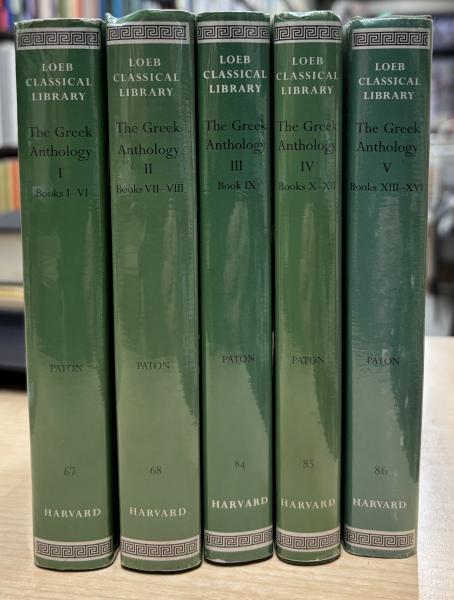 LOEB
CLASSICAL
LIBRARY
The Greek
Anthology
I
Books I–VI
PATON
67
HARVARD
LOEB
CLASSICAL
LIBRARY
The Greek
Anthology
II
Books VII–VIII
PATON
68
HARVARD
LOEB
CLASSICAL
LIBRARY
The Greek
Anthology
III
Book IX
PATON
84
HARVARD
LOEB
CLASSICAL
LIBRARY
The Greek
Anthology
IV
Books X–XII
PATON
85
HARVARD
LOEB
CLASSICAL
LIBRARY
The Greek
Anthology
V
Books XIII–XVI
PATON
86
HARVARD